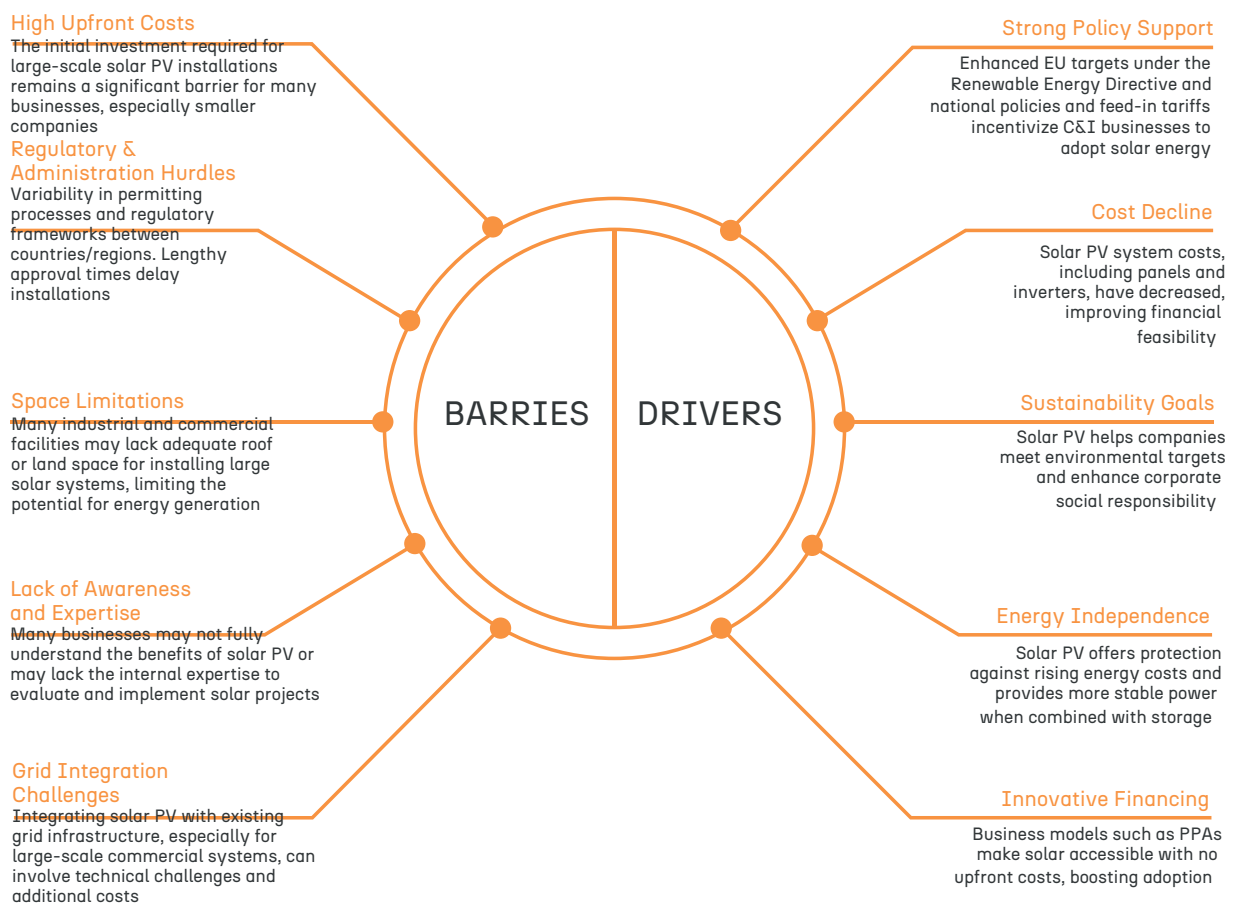 High Upfront Costs
The initial investment required for
large-scale solar PV installations
remains a significant barrier for many
businesses, especially smaller
companies
Regulatory &
Administration Hurdles
Variability in permitting
processes and regulatory
frameworks between
countries/regions. Lengthy
approval times delay
installations
Space Limitations
Many industrial and commercial
facilities may lack adequate roof
or land space for installing large
solar systems, limiting the
potential for energy generation
Lack of Awareness
and Expertise
Many businesses may not fully
understand the benefits of solar PV or
may lack the internal expertise to
evaluate and implement solar projects
Grid Integration
Challenges
Integrating solar PV with existing
grid infrastructure, especially for
large-scale commercial systems, can
involve technical challenges and
additional costs
BARRIES
DRIVERS
Strong Policy Support
Enhanced EU targets under the
Renewable Energy Directive and
national policies and feed-in tariffs
incentivize C&I businesses to
adopt solar energy
Cost Decline
Solar PV system costs,
including panels and
inverters, have decreased,
improving financial
feasibility
Sustainability Goals
Solar PV helps companies
meet environmental targets
and enhance corporate
social responsibility
Energy Independence
Solar PV offers protection
against rising energy costs and
provides more stable power
when combined with storage
Innovative Financing
Business models such as PPAs
make solar accessible with no
upfront costs, boosting adoption